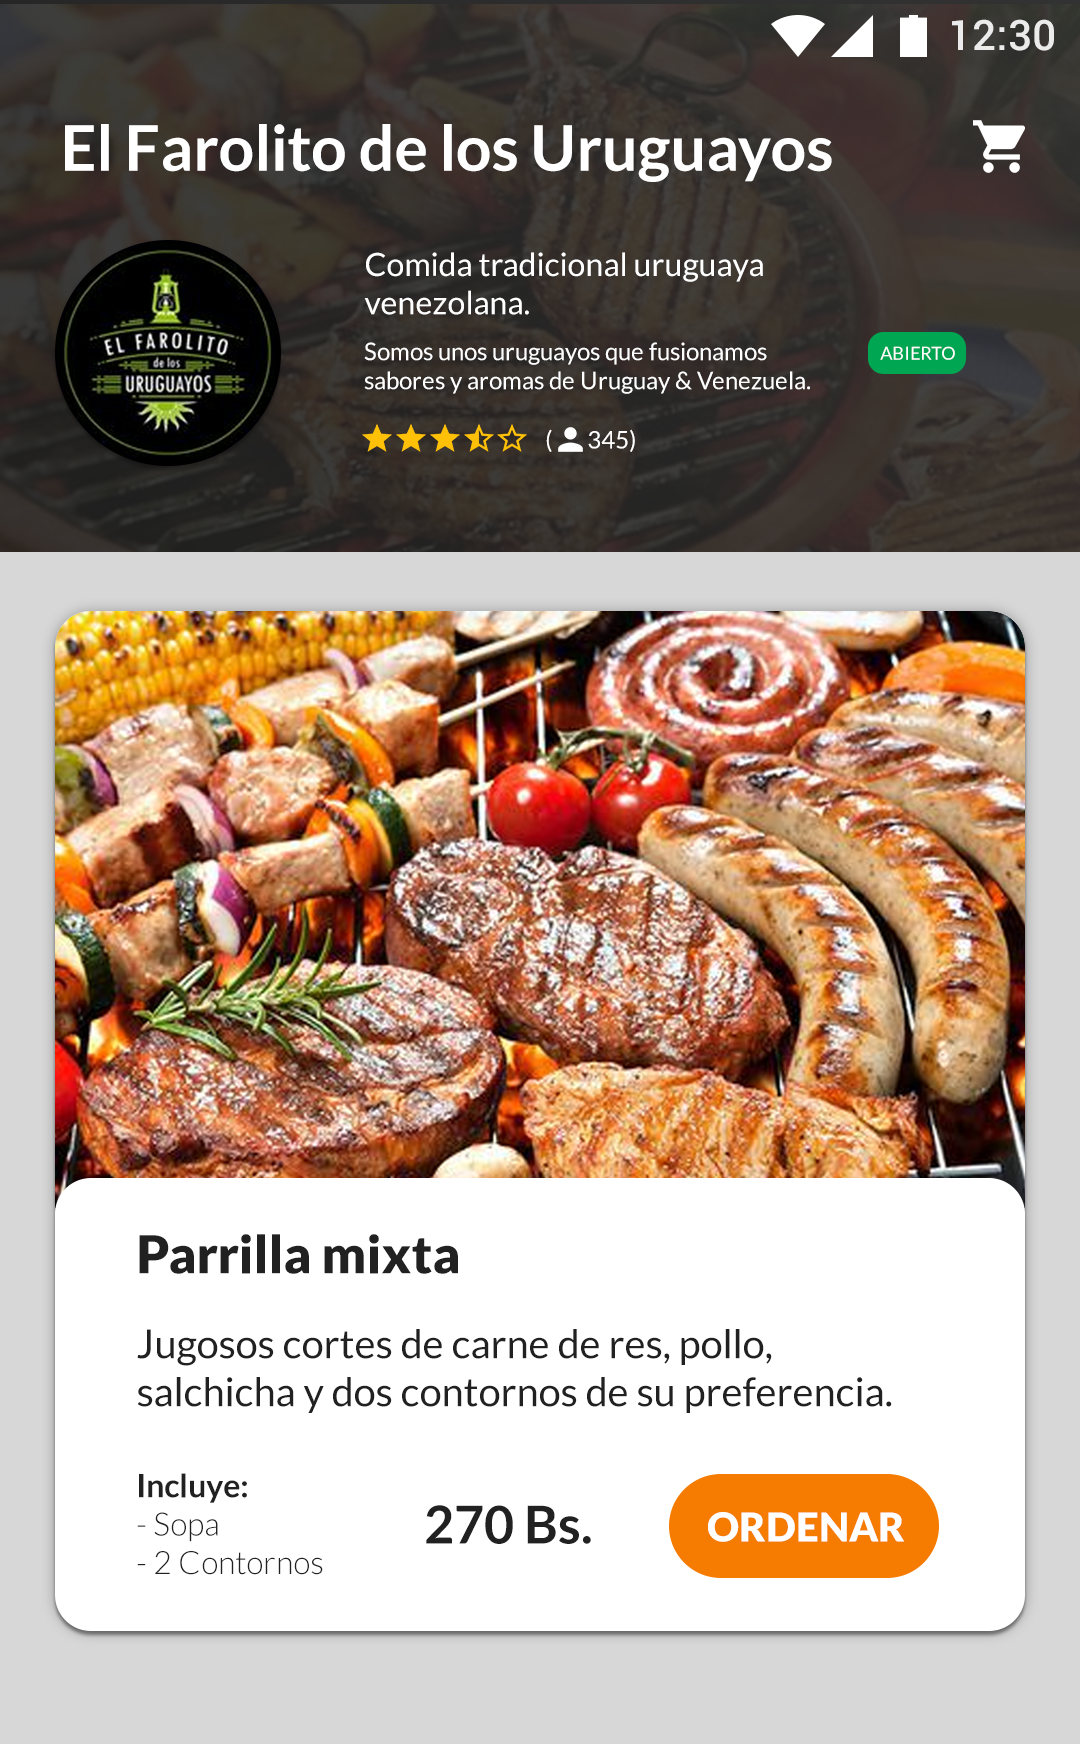 12:30
El Farolito de los Uruguayos
EL FAROLITO
de los
URUGUAYOS
Comida tradicional uruguaya
venezolana.
Somos unos uruguayos que fusionamos
sabores y aromas de Uruguay & Venezuela.
ABIERTO
(345)
Parrilla mixta
Jugosos cortes de carne de res, pollo,
salchicha y dos contornos de su preferencia.
Incluye:
- Sopa
- 2 Contornos
270 Bs.
ORDENAR